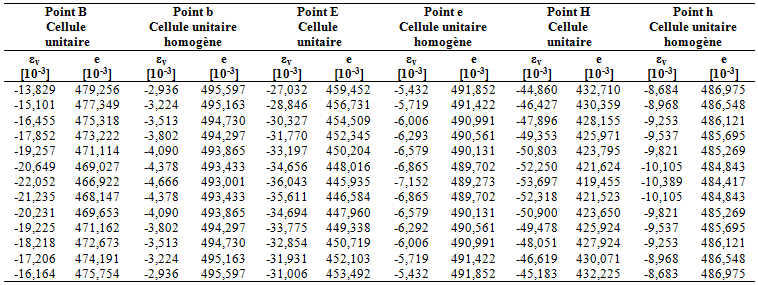 Point B Point b Point E Point e Point H Point h
Cellule Cellule unitaire Cellule Cellule unitaire Cellule Cellule unitaire
unitaire homogène unitaire homogène unitaire homogène
εv e εv e εv e εv e εv e εv e
[10-3] [10-3] [10-3] [10-3] [10-3] [10-3] [10-3] [10-3] [10-3] [10-3] [10-3] [10-3]
-13,829 479,256 -2,936 495,597 -27,032 459,452 -5,432 491,852 -44,860 432,710 -8,684 486,975
-15,101 477,349 -3,224 495,163 -28,846 456,731 -5,719 491,422 -46,427 430,359 -8,968 486,548
-16,455 475,318 -3,513 494,730 -30,327 454,509 -6,006 490,991 -47,896 428,155 -9,253 486,121
-17,852 473,222 -3,802 494,297 -31,770 452,345 -6,293 490,561 -49,353 425,971 -9,537 485,695
-19,257 471,114 -4,090 493,865 -33,197 450,204 -6,579 490,131 -50,803 423,795 -9,821 485,269
-20,649 469,027 -4,378 493,433 -34,656 448,016 -6,865 489,702 -52,250 421,624 -10,105 484,843
-22,052 466,922 -4,666 493,001 -36,043 445,935 -7,152 489,273 -53,697 419,455 -10,389 484,417
-21,235 468,147 -4,378 493,433 -35,611 446,584 -6,865 489,702 -52,318 421,523 -10,105 484,843
-20,231 469,653 -4,090 493,865 -34,694 447,960 -6,579 490,131 -50,900 423,650 -9,821 485,269
-19,225 471,162 -3,802 494,297 -33,775 449,338 -6,292 490,561 -49,478 425,924 -9,537 485,695
-18,218 472,673 -3,513 494,730 -32,854 450,719 -6,006 490,991 -48,051 427,924 -9,253 486,121
-17,206 474,191 -3,224 495,163 -31,931 452,103 -5,719 491,422 -46,619 430,071 -8,968 486,548
-16,164 475,754 -2,936 495,597 -31,006 453,492 -5,432 491,852 -45,183 432,225 -8,683 486,975